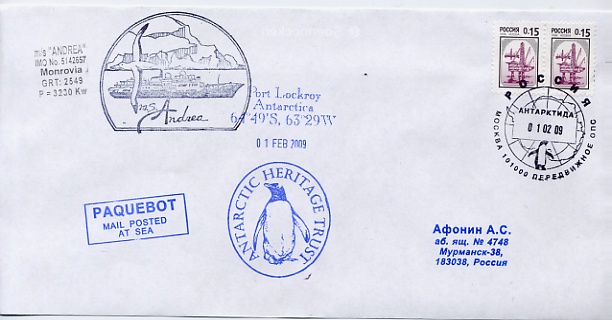 m/s "ANDREA"
IMO No. 5142657
Monrovia
GRT: 2549
P = 3230 Kw
m.s. Andrea
Port Lockroy
Antarctica
64°49'S, 63°29W
01 FEB 2009
РОССИЯ 0.15
РОССИЯ 0.15
РОССИЯ
АНТАРКТИДА
01 02 09
МОСКВА 101000 ПЕРЕДВИЖНОЕ ОПС
ANTARCTIC HERITAGE TRUST
PAQUEBOT
MAIL POSTED
AT SEA
Афонин А.С.
аб. ящ. № 4748
Мурманск-38,
183038, Россия